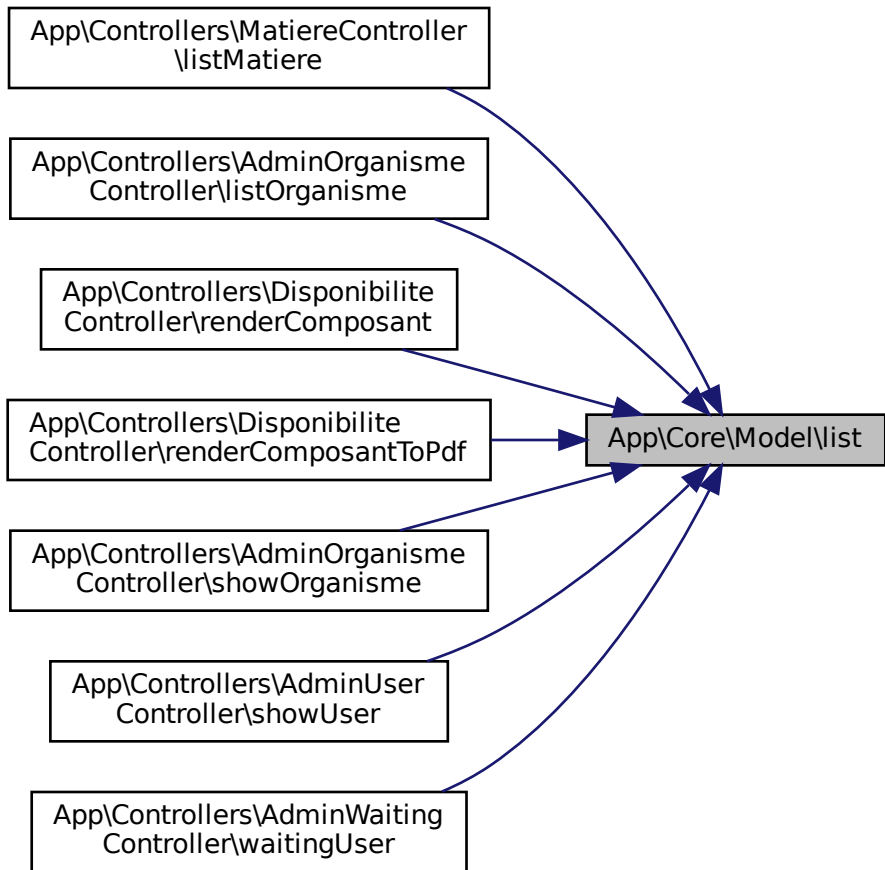 App\Controllers\MatiereController
\listMatiere
App\Controllers\AdminOrganisme
Controller\listOrganisme
App\Controllers\Disponibilite
Controller\renderComposant
App\Controllers\Disponibilite
Controller\renderComposantToPdf
App\Core\Model\list
App\Controllers\AdminOrganisme
Controller\showOrganisme
App\Controllers\AdminUser
Controller\showUser
App\Controllers\AdminWaiting
Controller\waitingUser